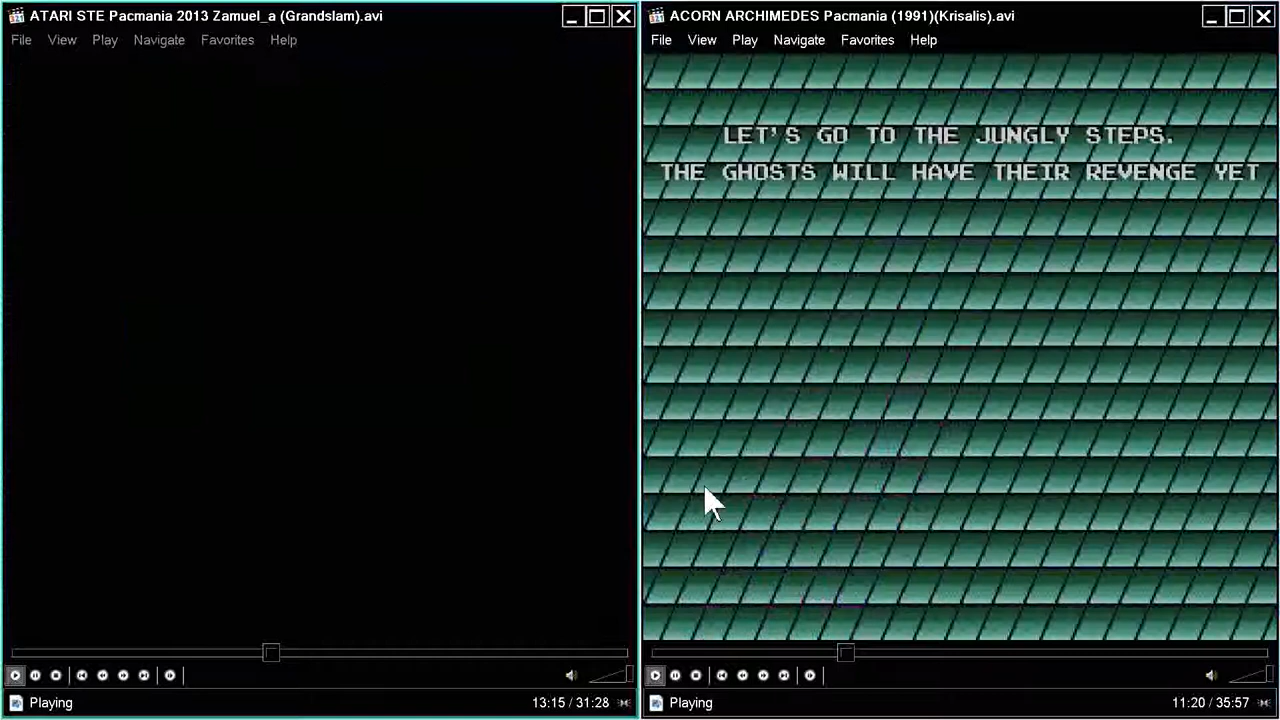 ATARI STE Pacmania 2013 Zamuel_a (Grandslam).avi
File View Play Navigate Favorites Help
Playing
13:15 / 31:28
ACORN ARCHIMEDES Pacmania (1991)(Krisalis).avi
File View Play Navigate Favorites Help
LET'S GO TO THE JUNGLY STEPS.
THE GHOSTS WILL HAVE THEIR REVENGE YET
Playing
11:20 / 35:57